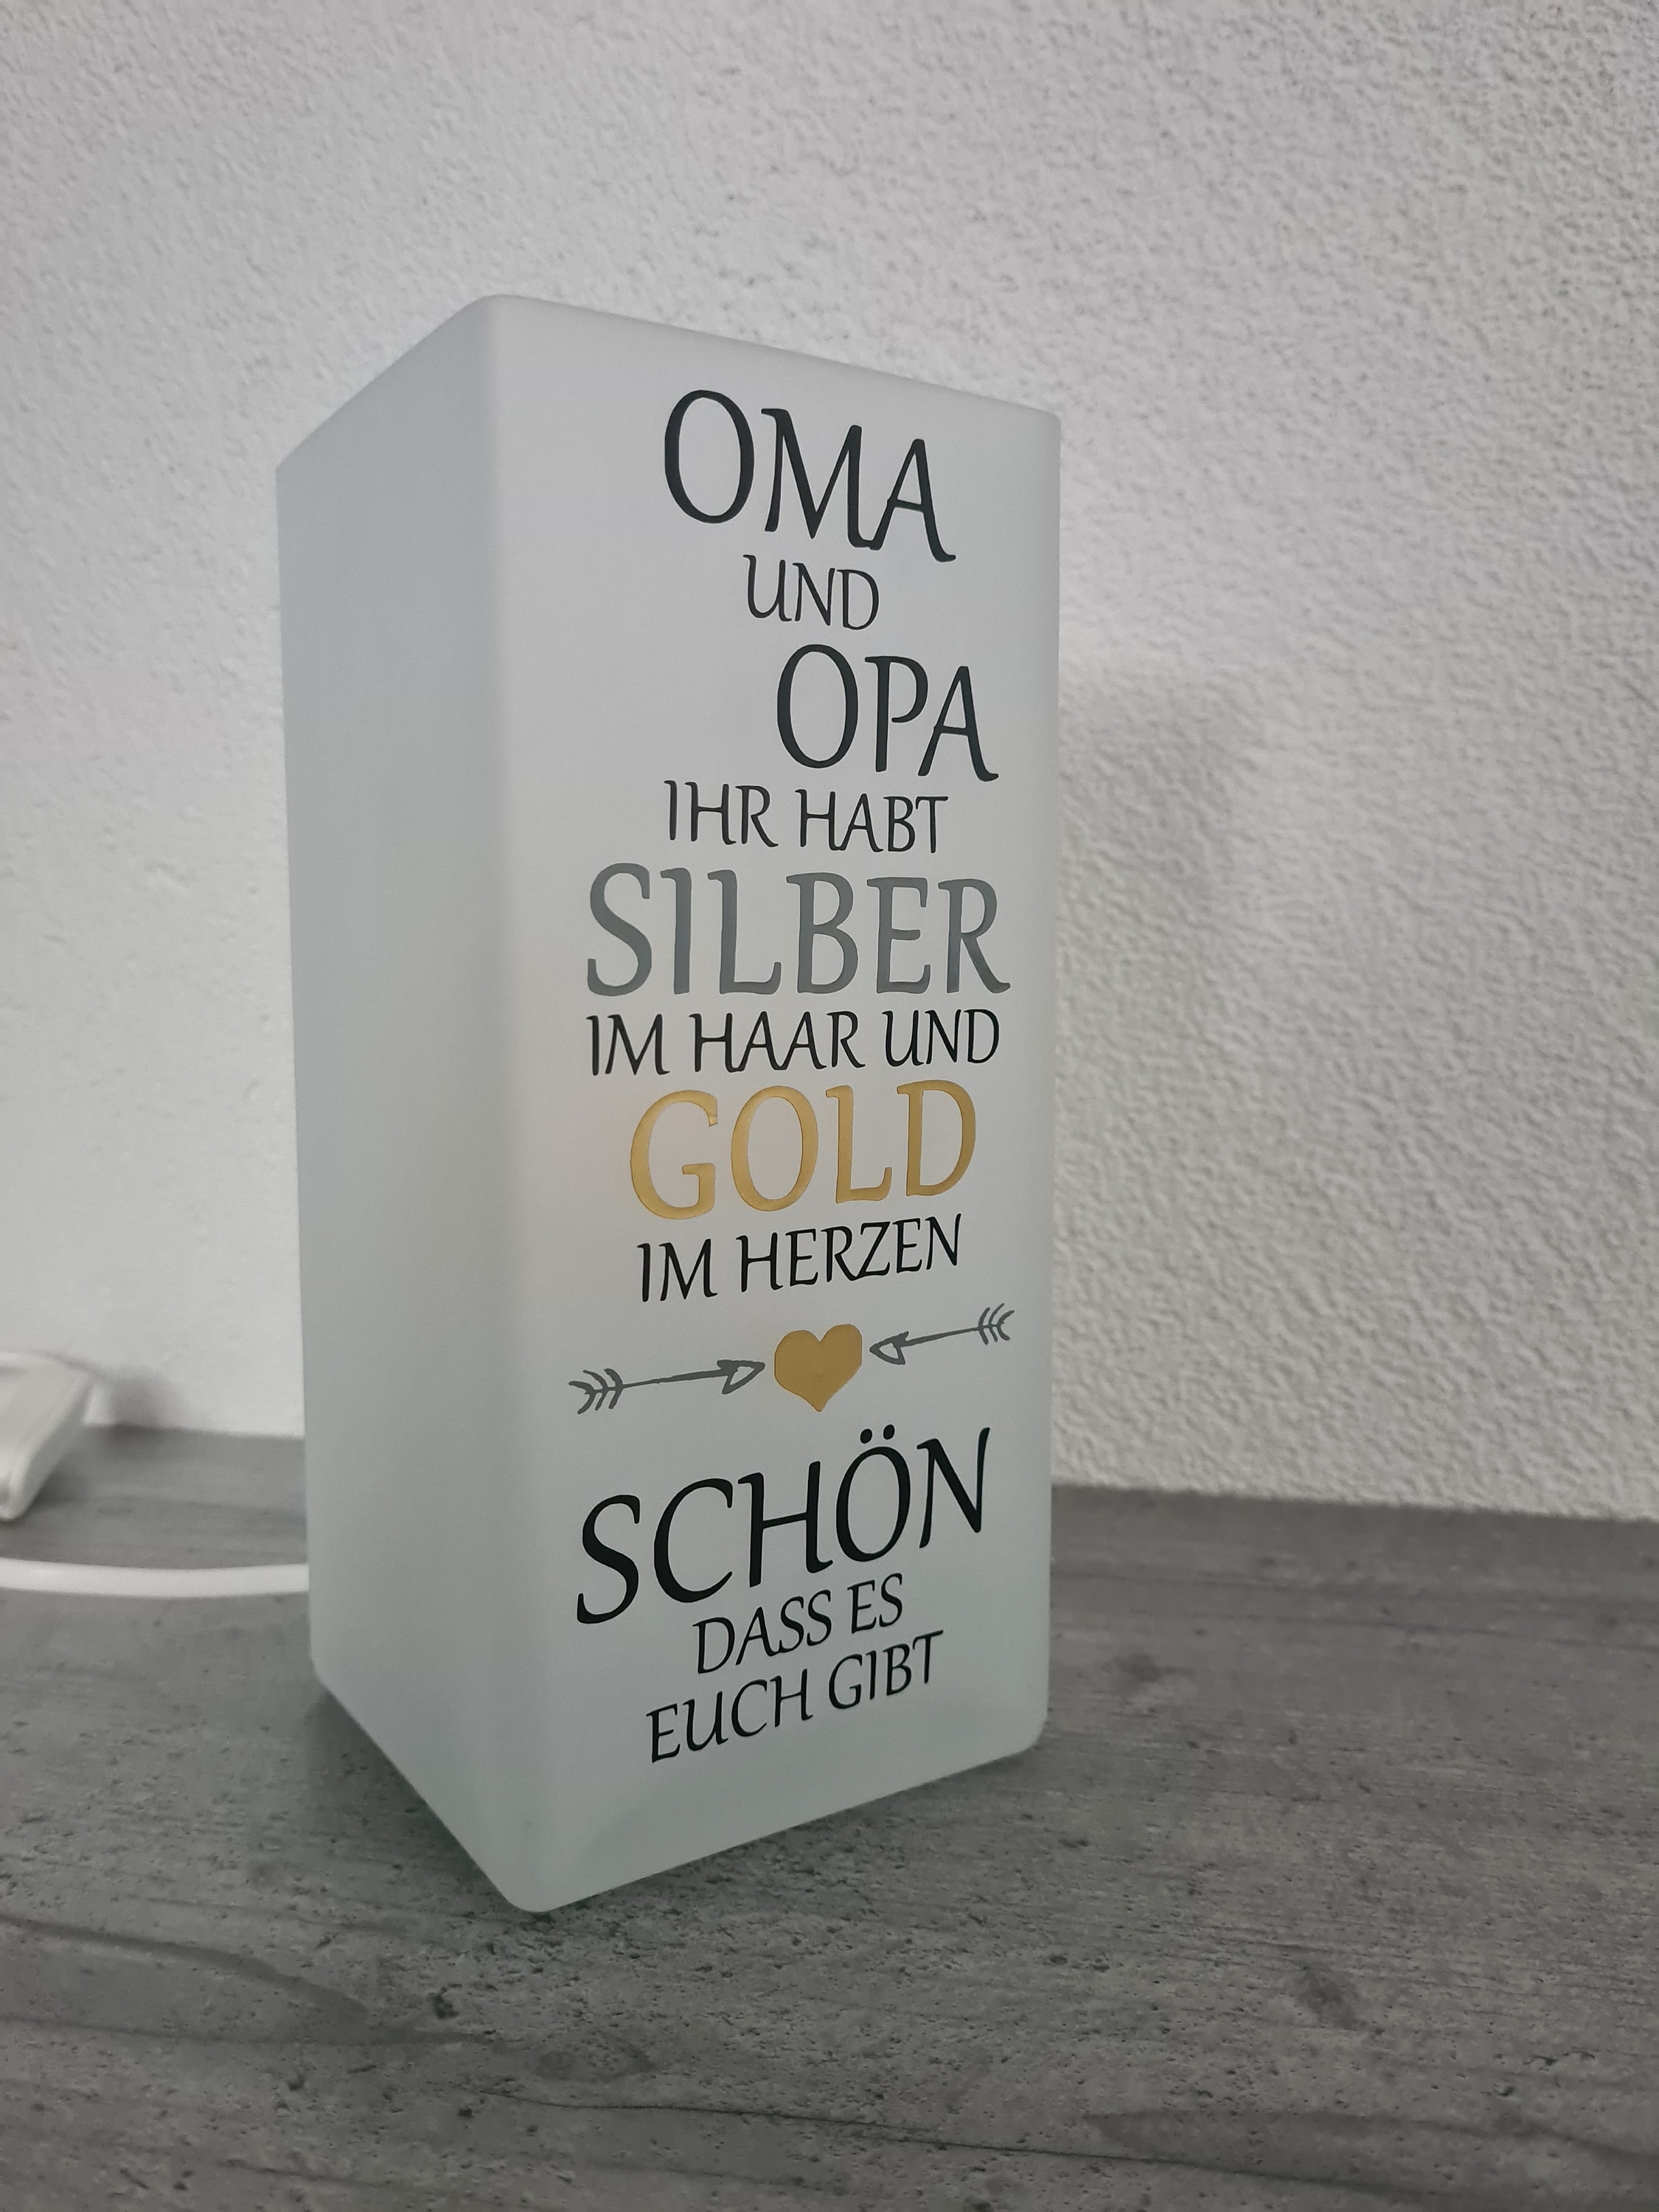 OMA
UND
OPA
IHR HABT
SILBER
IM HAAR UND
GOLD
IM HERZEN
SCHÖN
DASS ES
EUCH GIBT